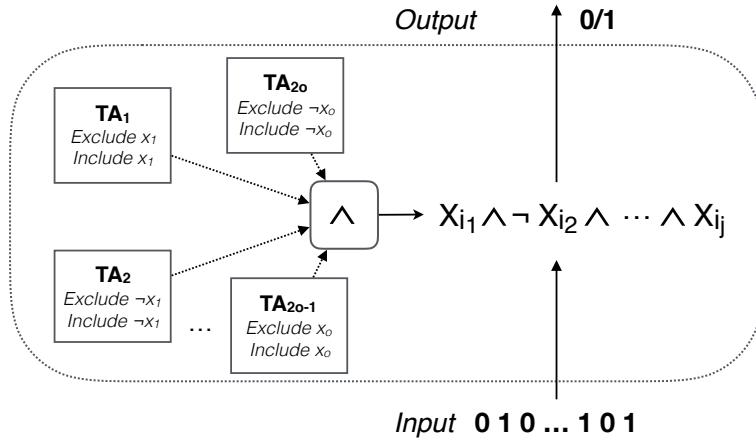 Output 0/1
TA₂ₒ
Exclude ¬xₒ
Include ¬xₒ
TA₁
Exclude x₁
Include x₁
∧
Xᵢ₁ ∧ ¬ Xᵢ₂ ∧ ⋯ ∧ Xᵢⱼ
TA₂
Exclude ¬x₁
Include ¬x₁
...
TA₂ₒ₋₁
Exclude xₒ
Include xₒ
Input 0 1 0 ... 1 0 1